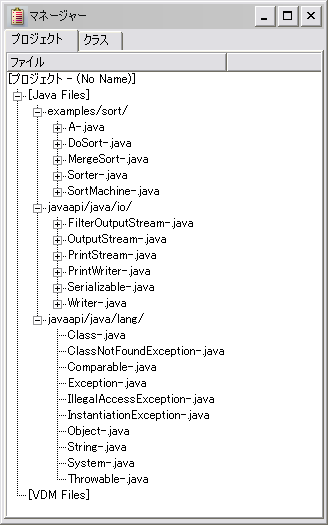 マネージャー
プロジェクト クラス
ファイル
[プロジェクト - (No Name)]
[Java Files]
examples/sort/
A-.java
DoSort-.java
MergeSort-.java
Sorter-.java
SortMachine-.java
javaapi/java/io/
FilterOutputStream-.java
OutputStream-.java
PrintStream-.java
PrintWriter-.java
Serializable-.java
Writer-.java
javaapi/java/lang/
Class-.java
ClassNotFoundException-.java
Comparable-.java
Exception-.java
IllegalAccessException-.java
InstantiationException-.java
Object-.java
String-.java
System-.java
Throwable-.java
[VDM Files]